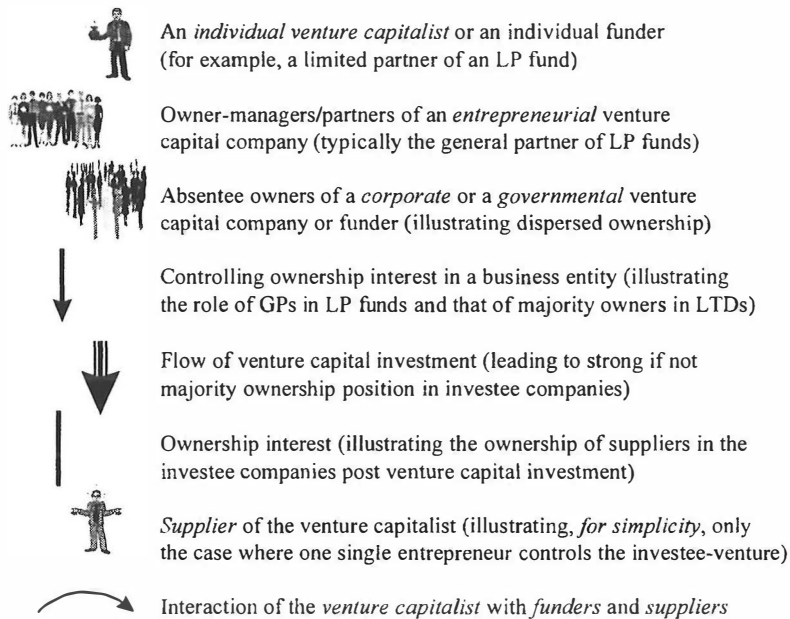 An individual venture capitalist or an individual funder
(for example, a limited partner of an LP fund)
Owner-managers/partners of an entrepreneurial venture
capital company (typically the general partner of LP funds)
Absentee owners of a corporate or a governmental venture
capital company or funder (illustrating dispersed ownership)
Controlling ownership interest in a business entity (illustrating
the role of GPs in LP funds and that of majority owners in LTDs)
Flow of venture capital investment (leading to strong if not
majority ownership position in investee companies)
Ownership interest (illustrating the ownership of suppliers in the
investee companies post venture capital investment)
Supplier of the venture capitalist (illustrating, for simplicity, only
the case where one single entrepreneur controls the investee-venture)
Interaction of the venture capitalist with funders and suppliers